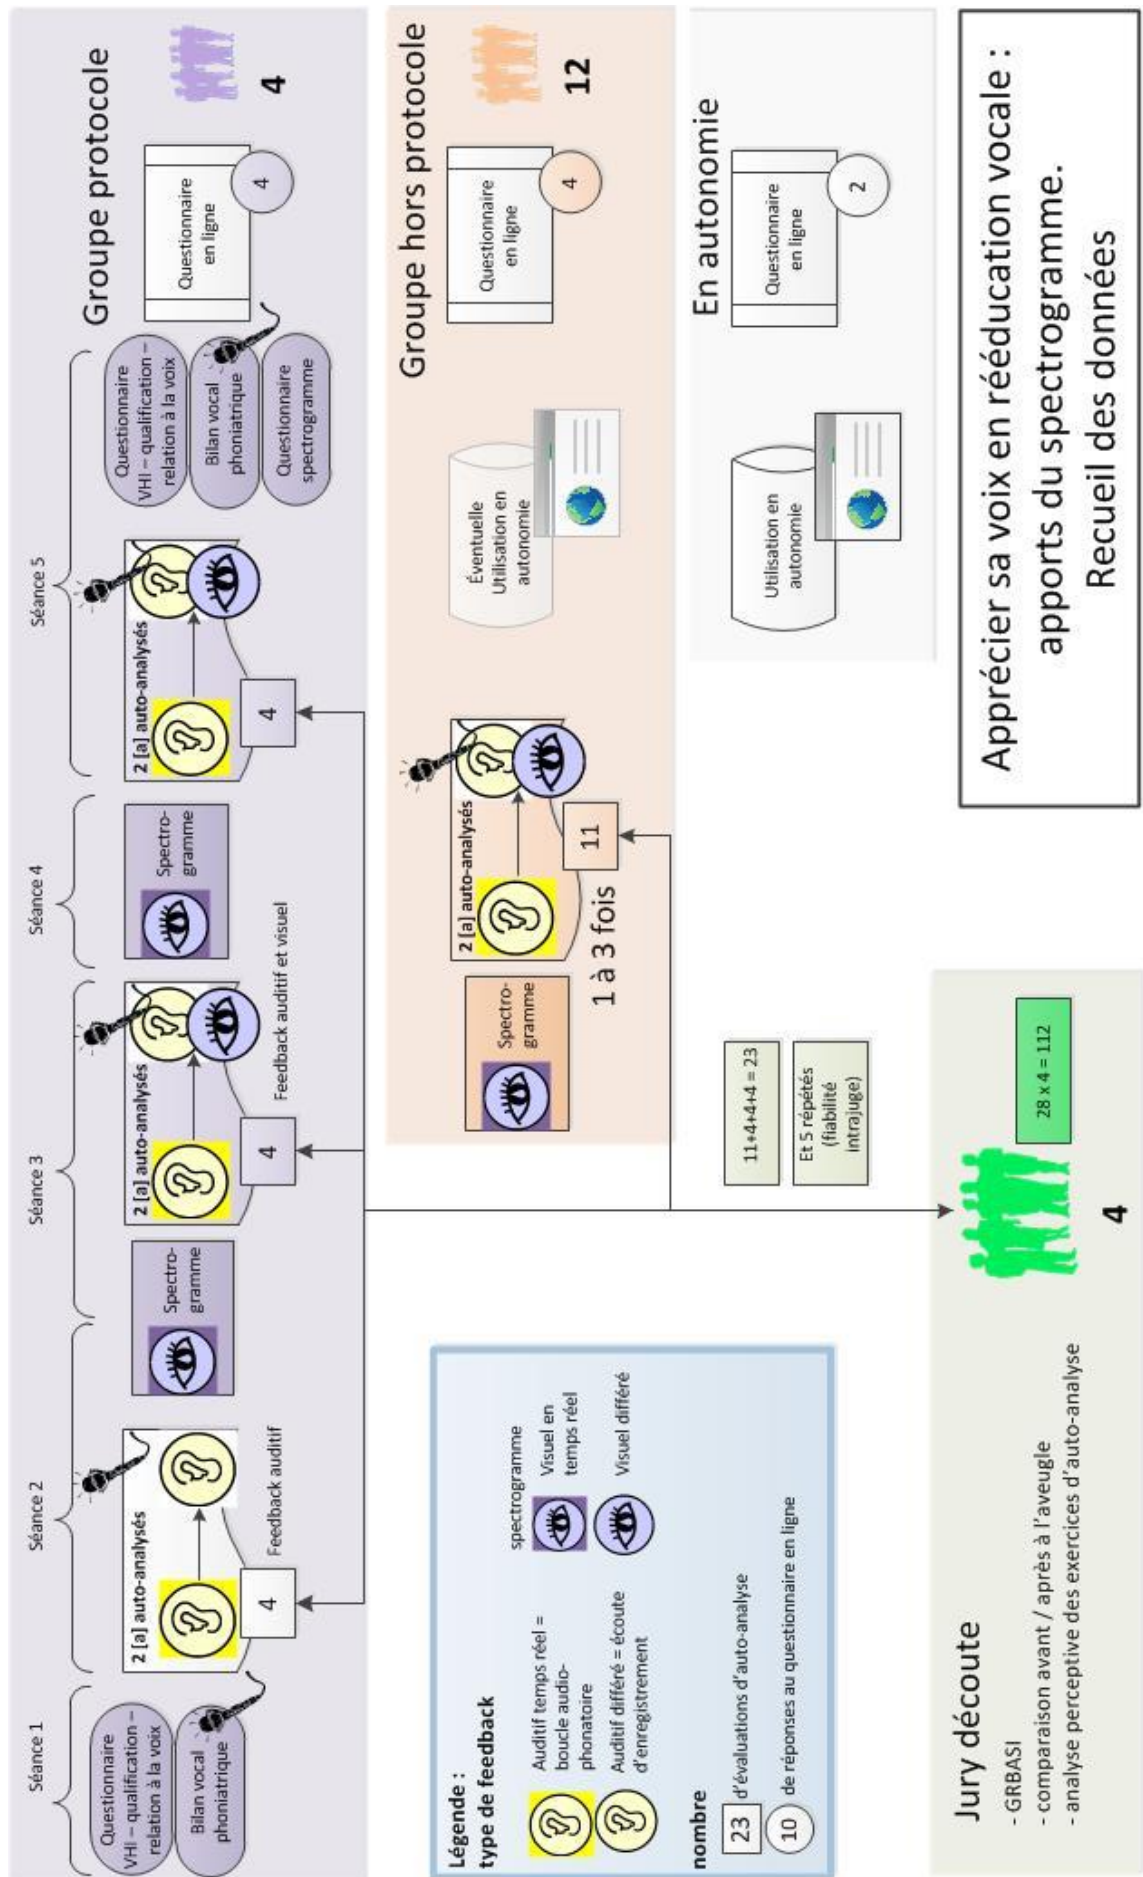 Séance 1
Séance 2
Séance 3
Séance 4
Séance 5
Groupe protocole
4
Questionnaire
VHI – qualification –
relation à la voix
Bilan vocal
phoniatrique
2 [a] auto-analysés
4
Feedback auditif
Spectro-
gramme
2 [a] auto-analysés
4
Feedback auditif et visuel
Spectro-
gramme
2 [a] auto-analysés
4
Questionnaire
VHI – qualification –
relation à la voix
Bilan vocal
phoniatrique
Questionnaire
spectrogramme
Questionnaire
en ligne
4
Groupe hors protocole
12
Spectro-
gramme
2 [a] auto-analysés
11
1 à 3 fois
Éventuelle
Utilisation en
autonomie
Questionnaire
en ligne
4
En autonomie
Utilisation en
autonomie
Questionnaire
en ligne
2
Légende :
type de feedback
Auditif temps réel =
boucle audio-
phonatoire
Auditif différé = écoute
d'enregistrement
spectrogramme
Visuel en
temps réel
Visuel différé
nombre
23
d'évaluations d'auto-analyse
10
de réponses au questionnaire en ligne
11+4+4+4 = 23
Et 5 répétés
(fiabilité
intrajuge)
Jury découte
- GRBASI
- comparaison avant / après à l'aveugle
- analyse perceptive des exercices d'auto-analyse
4
28 x 4 = 112
Apprécier sa voix en rééducation vocale :
apports du spectrogramme.
Recueil des données